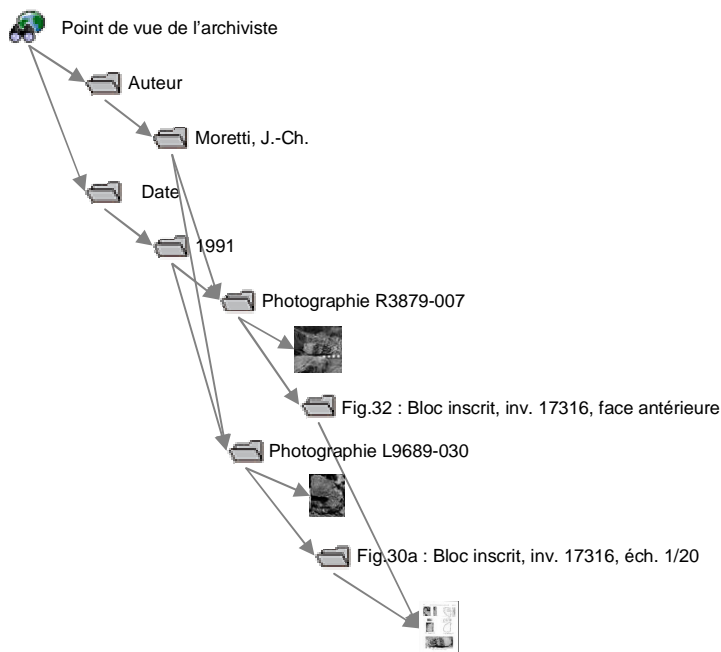 Point de vue de l'archiviste
Auteur
Moretti, J.-Ch.
Date
1991
Photographie R3879-007
Fig.32 : Bloc inscrit, inv. 17316, face antérieure
Photographie L9689-030
Fig.30a : Bloc inscrit, inv. 17316, éch. 1/20